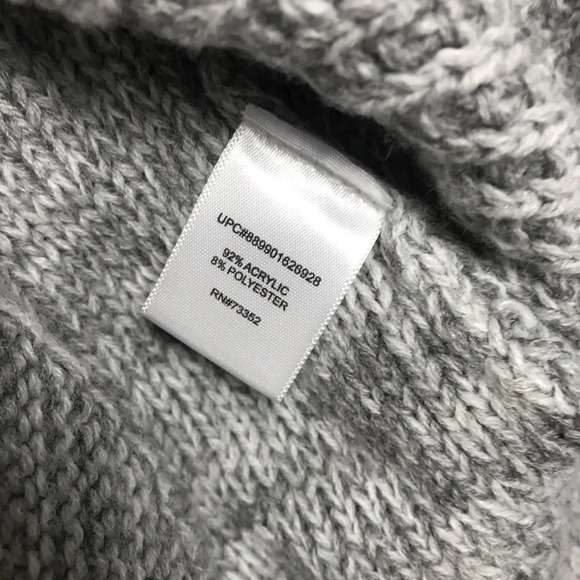 UPC#889901626928
92% ACRYLIC
8% POLYESTER
RN#73352